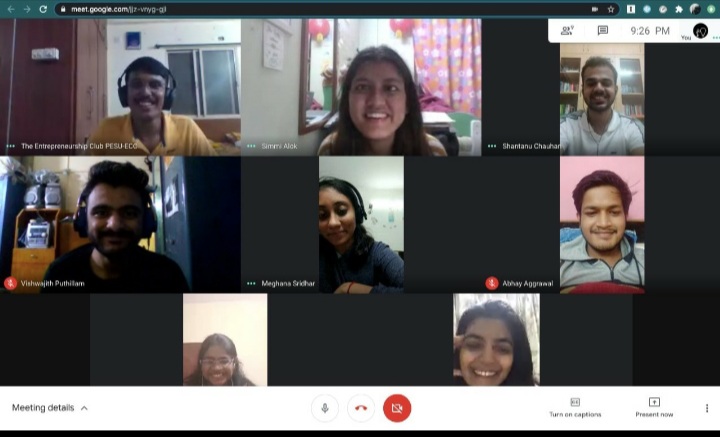 meet.google.com/jjz-vnyg-gjl
9:26 PM
You
The Entrepreneurship Club PESU-ECC
Simmi Alok
Shantanu Chauhan
Vishwajith Puthillam
Meghana Sridhar
Abhay Aggrawal
Meeting details
Turn on captions
Present now